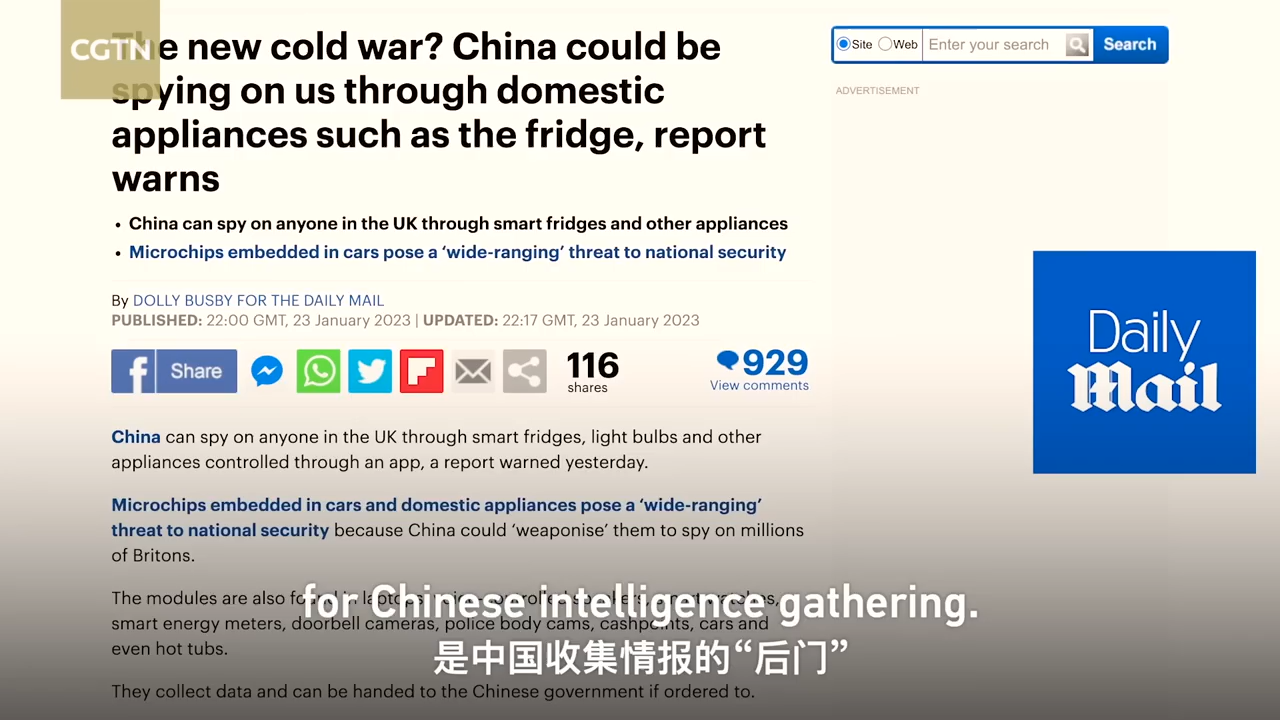 CGTN
The new cold war? China could be
spying on us through domestic
appliances such as the fridge, report
warns
• China can spy on anyone in the UK through smart fridges and other appliances
• Microchips embedded in cars pose a ‘wide-ranging’ threat to national security
By DOLLY BUSBY FOR THE DAILY MAIL
PUBLISHED: 22:00 GMT, 23 January 2023 | UPDATED: 22:17 GMT, 23 January 2023
Share
116
shares
929
View comments
China can spy on anyone in the UK through smart fridges, light bulbs and other
appliances controlled through an app, a report warned yesterday.
Microchips embedded in cars and domestic appliances pose a ‘wide-ranging’
threat to national security because China could ‘weaponise’ them to spy on millions
of Britons.
The modules are also
smart energy meters, doorbell cameras, police body cams, cashpoints, cars and
even hot tubs.
They collect data and can be handed to the Chinese government if ordered to.
Site
Web
Enter your search
Search
ADVERTISEMENT
Daily
Mail
for Chinese intelligence gathering.
是中国收集情报的“后门”